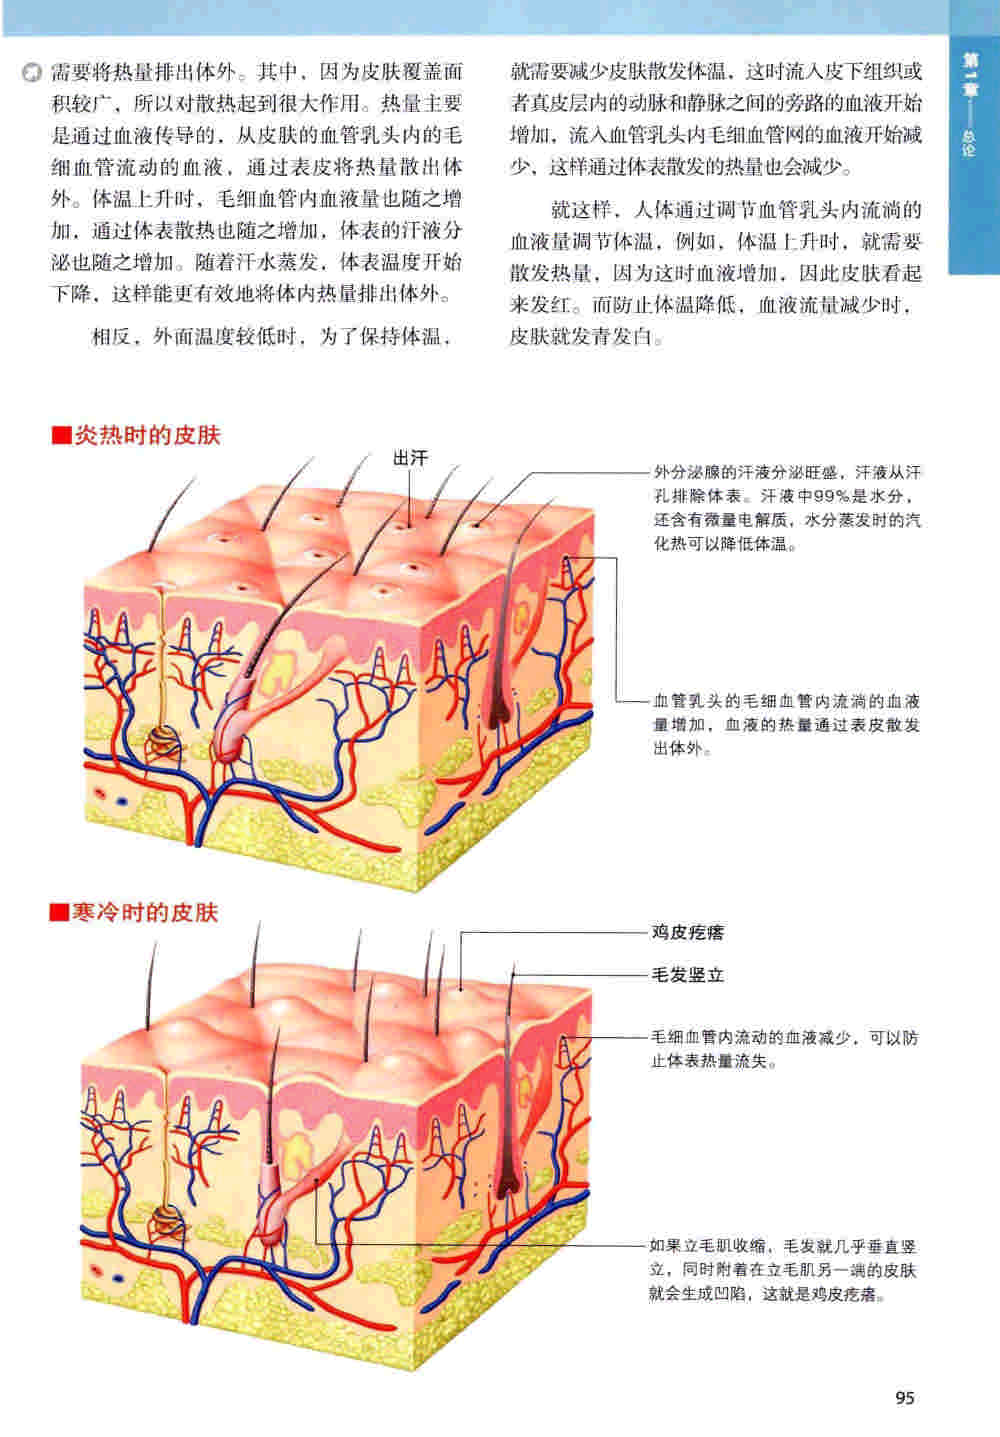 需要将热量排出体外。其中，因为皮肤覆盖面
积较广，所以对散热起到很大作用。热量主要
是通过血液传导的，从皮肤的血管乳头内的毛
细血管流动的血液，通过表皮将热量散出体
外。体温上升时，毛细血管内血液量也随之增
加，通过体表散热也随之增加，体表的汗液分
泌也随之增加。随着汗水蒸发，体表温度开始
下降，这样能更有效地将体内热量排出体外。
相反，外面温度较低时，为了保持体温，
就需要减少皮肤散发体温，这时流入皮下组织或
者真皮层内的动脉和静脉之间的旁路的血液开始
增加，流入血管乳头内毛细血管网的血液开始减
少，这样通过体表散发的热量也会减少。
就这样，人体通过调节血管乳头内流淌的
血液量调节体温，例如，体温上升时，就需要
散发热量，因为这时血液增加，因此皮肤看起
来发红。而防止体温降低，血液流量减少时，
皮肤就发青发白。
第1章——总论
■炎热时的皮肤
出汗
外分泌腺的汗液分泌旺盛，汗液从汗
孔排除体表。汗液中99%是水分，
还含有微量电解质，水分蒸发时的汽
化热可以降低体温。
血管乳头的毛细血管内流淌的血液
量增加，血液的热量通过表皮散发
出体外。
■寒冷时的皮肤
鸡皮疙瘩
毛发竖立
毛细血管内流动的血液减少，可以防
止体表热量流失。
如果立毛肌收缩，毛发就几乎垂直竖
立，同时附着在立毛肌另一端的皮肤
就会生成凹陷，这就是鸡皮疙瘩。
95